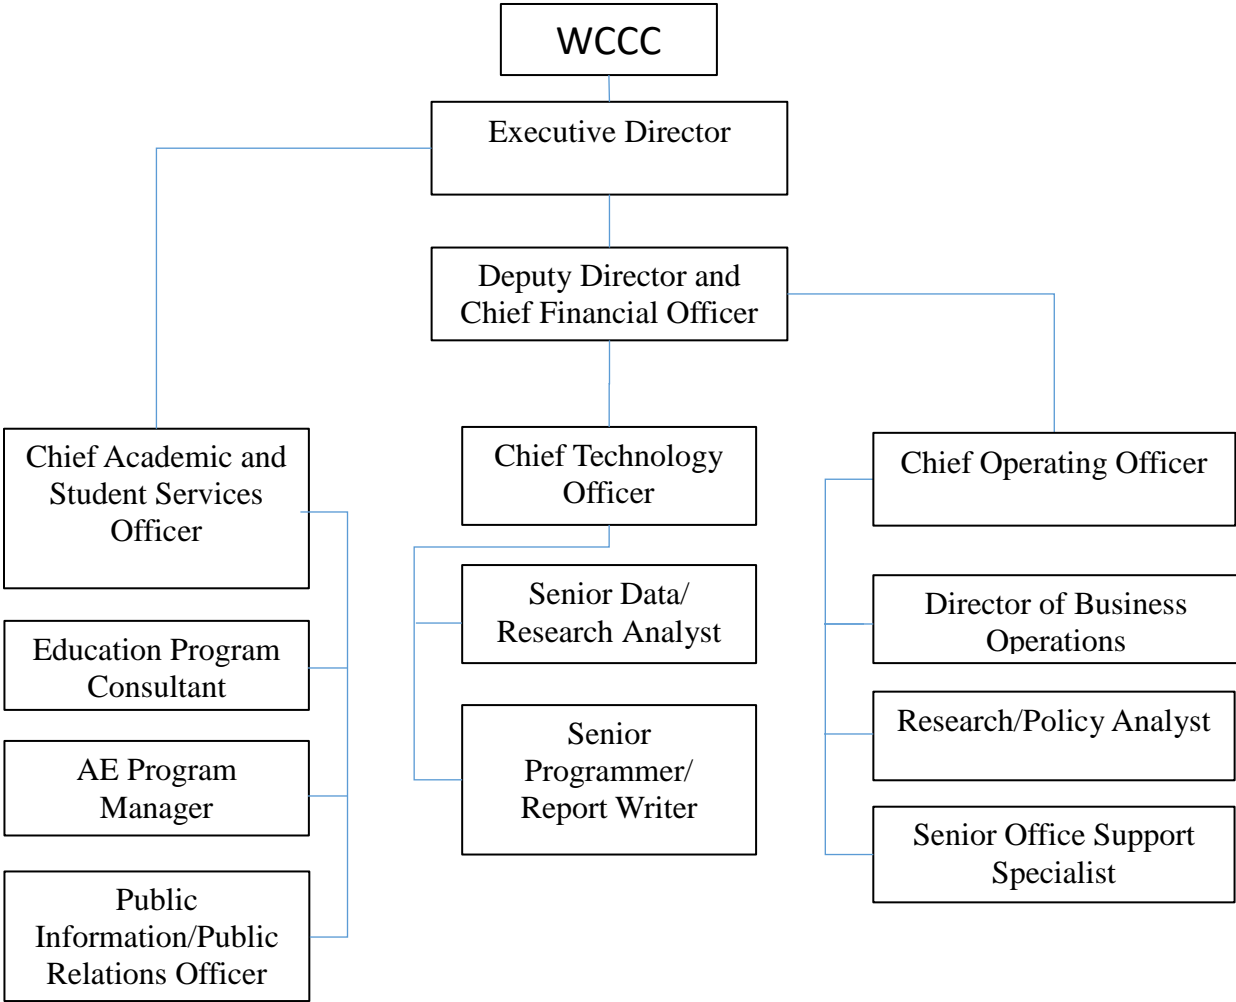 WCCC
Executive Director
Deputy Director and
Chief Financial Officer
Chief Academic and
Student Services
Officer
Education Program
Consultant
AE Program
Manager
Public
Information/Public
Relations Officer
Chief Technology
Officer
Senior Data/
Research Analyst
Senior
Programmer/
Report Writer
Chief Operating Officer
Director of Business
Operations
Research/Policy Analyst
Senior Office Support
Specialist